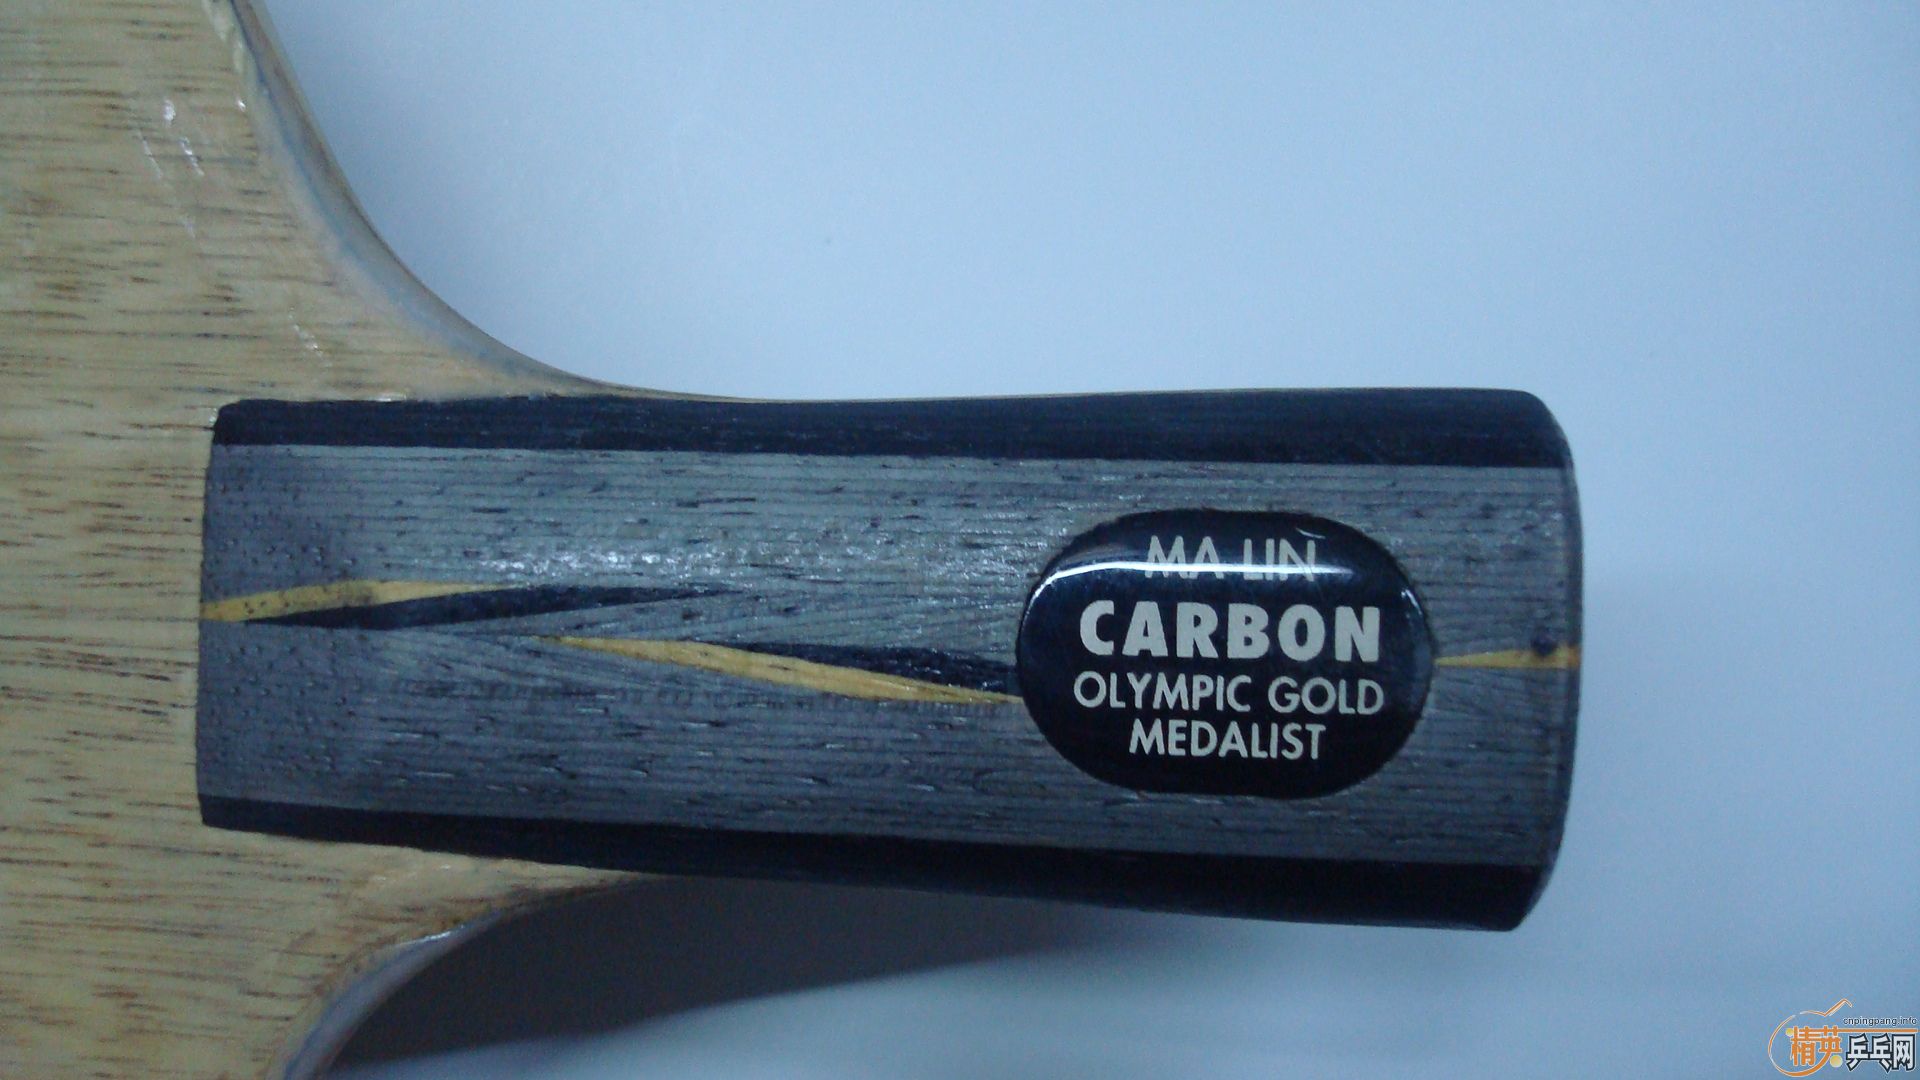 MA LIN
CARBON
OLYMPIC GOLD
MEDALIST
cnpingpang.info
精英乒乓网